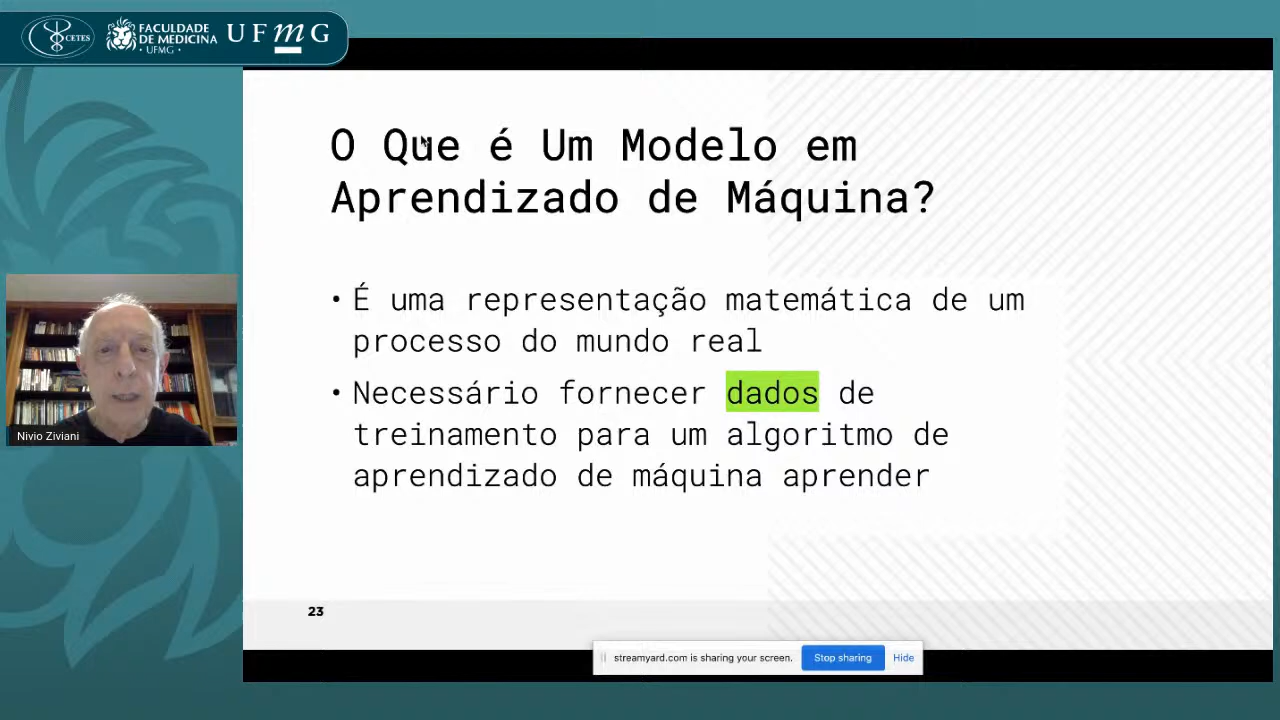 CETES
FACULDADE
DE MEDICINA
• UFMG •
UFMG
O Que é Um Modelo em
Aprendizado de Máquina?
• É uma representação matemática de um
processo do mundo real
• Necessário fornecer dados de
treinamento para um algoritmo de
aprendizado de máquina aprender
Nivio Ziviani
23
streamyard.com is sharing your screen. Stop sharing Hide